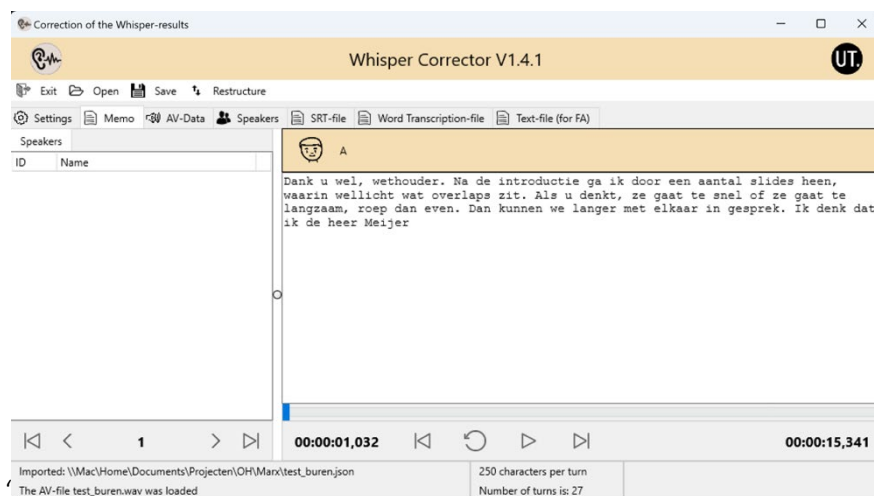 Correction of the Whisper-results
Whisper Corrector V1.4.1
UT.
Exit Open Save Restructure
Settings Memo AV-Data Speakers SRT-file Word Transcription-file Text-file (for FA)
Speakers
ID Name
A
Dank u wel, wethouder. Na de introductie ga ik door een aantal slides heen,
waarin wellicht wat overlaps zit. Als u denkt, ze gaat te snel of ze gaat te
langzaam, roep dan even. Dan kunnen we langer met elkaar in gesprek. Ik denk dat
ik de heer Meijer
1
00:00:01,032
00:00:15,341
Imported: \\Mac\Home\Documents\Projecten\OH\Marx\test_buren.json
250 characters per turn
The AV-file test_buren.wav was loaded
Number of turns is: 27